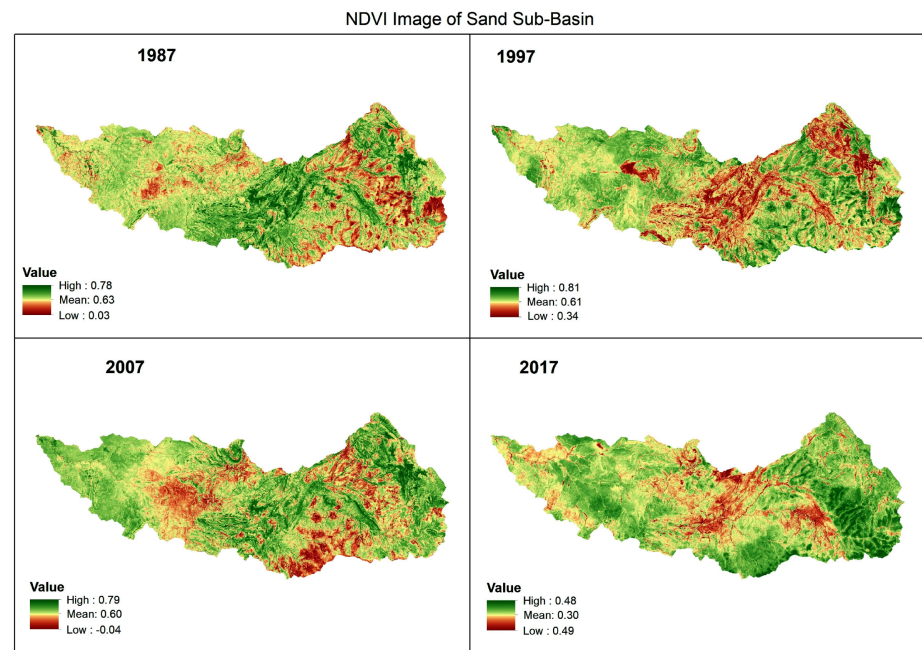 NDVI Image of Sand Sub-Basin
1987
Value
High : 0.78
Mean: 0.63
Low : 0.03
1997
Value
High : 0.81
Mean: 0.61
Low : 0.34
2007
Value
High : 0.79
Mean: 0.60
Low : -0.04
2017
Value
High : 0.48
Mean: 0.30
Low : 0.49